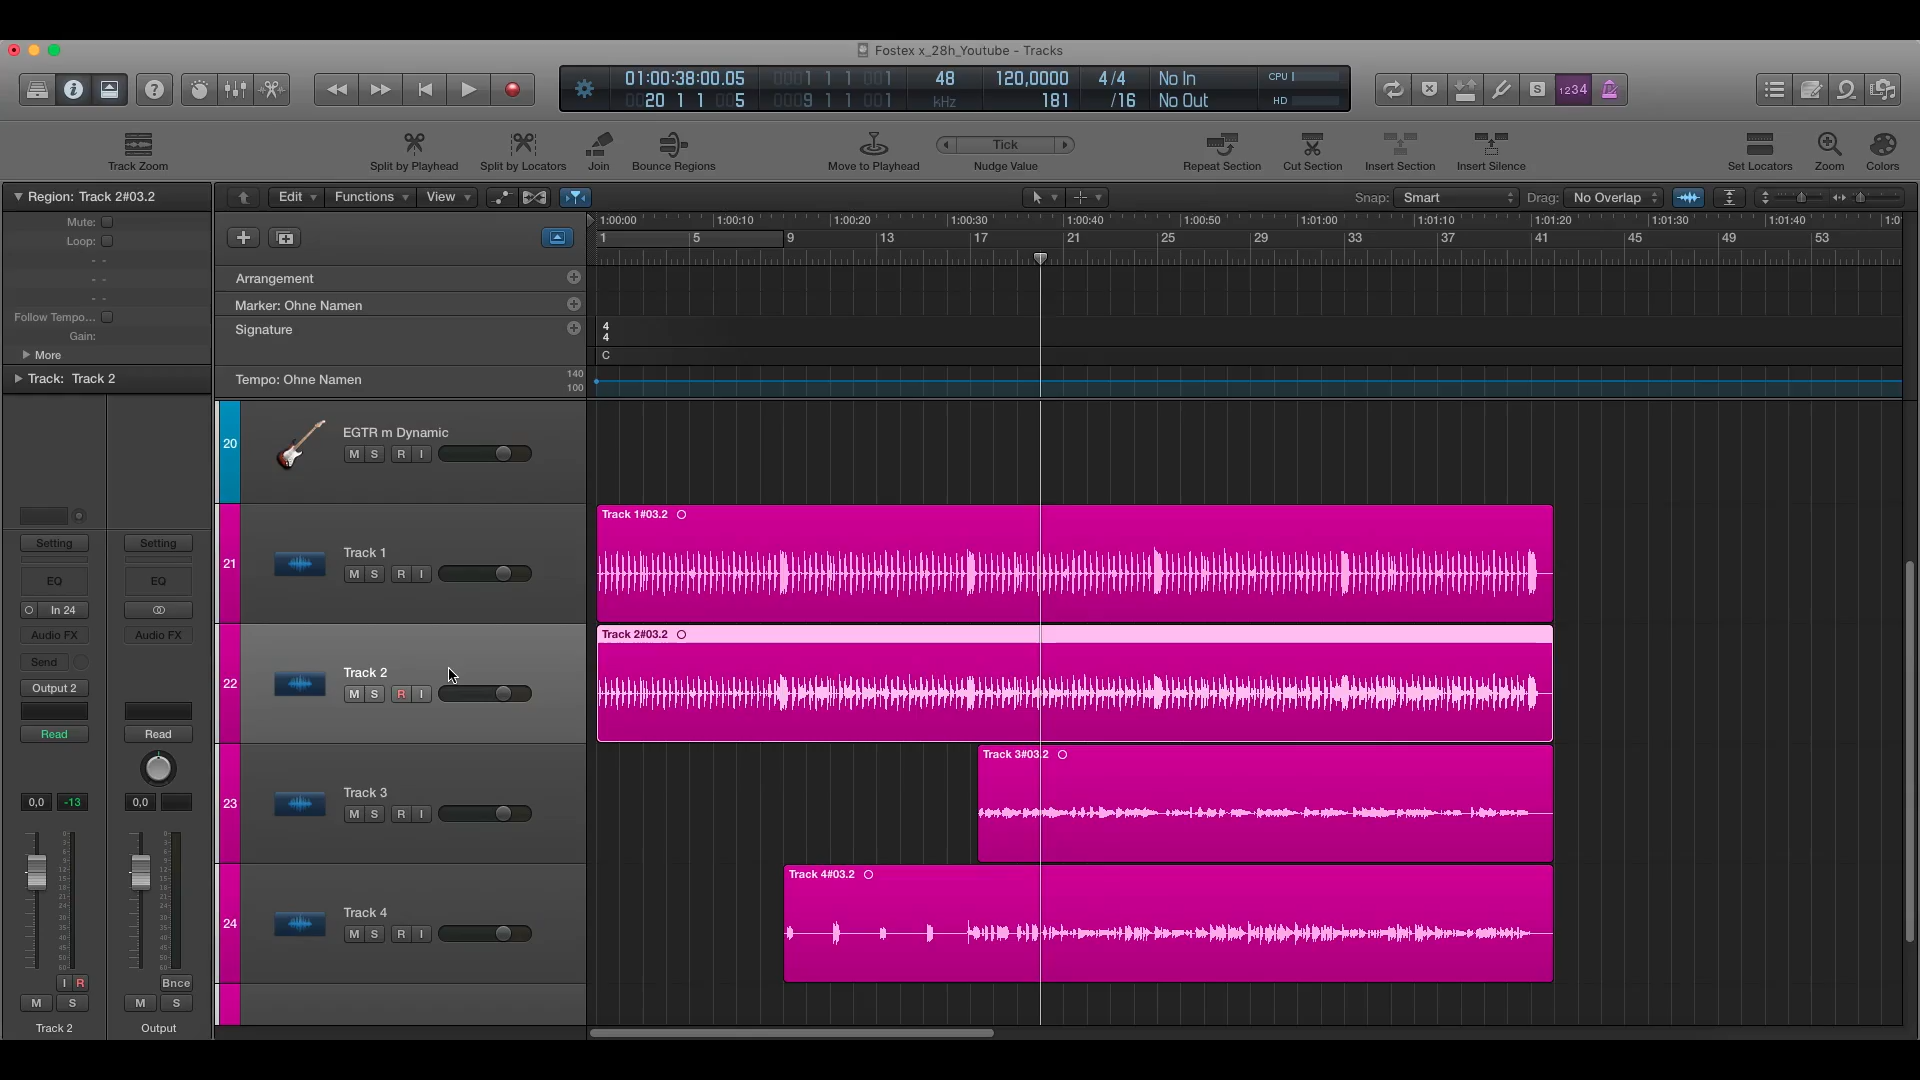 Fostex x_28h_Youtube - Tracks
01:00:38:00.05
0020 1 1 005
0001 1 1 001
0009 1 1 001
48
kHz
120,0000
181
4/4
/16
No In
No Out
CPU
HD
S
1234
Track Zoom
Split by Playhead
Split by Locators
Join
Bounce Regions
Move to Playhead
Tick
Nudge Value
Repeat Section
Cut Section
Insert Section
Insert Silence
Set Locators
Zoom
Colors
Region: Track 2#03.2
Mute:
Loop:
- -
- -
- -
Follow Tempo...
Gain:
More
Track: Track 2
Edit
Functions
View
Snap: Smart
Drag: No Overlap
1:00:00 1:00:10 1:00:20 1:00:30 1:00:40 1:00:50 1:01:00 1:01:10 1:01:20 1:01:30 1:01:40 1:0
1 5 9 13 17 21 25 29 33 37 41 45 49 53
Arrangement
Marker: Ohne Namen
Signature
4
4
C
Tempo: Ohne Namen
140
100
20
EGTR m Dynamic
M S R I
21
Track 1
M S R I
Track 1#03.2
22
Track 2
M S R I
Track 2#03.2
23
Track 3
M S R I
Track 3#03.2
24
Track 4
M S R I
Track 4#03.2
Setting Setting
EQ EQ
In 24
Audio FX Audio FX
Send
Output 2
Read Read
0,0 -13 0,0
I R Bnce
M S M S
Track 2 Output